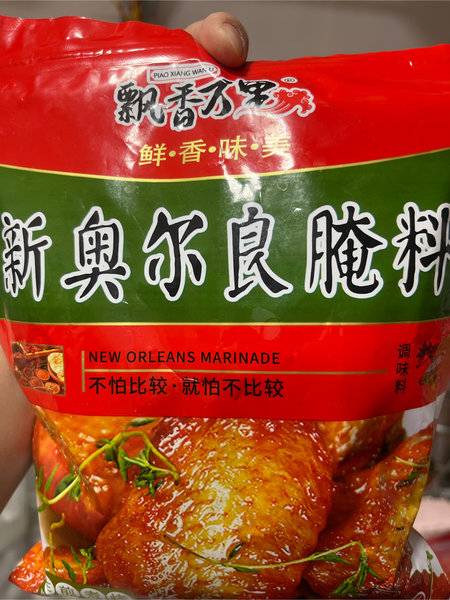 PIAO XIANG WAN LI
飘香万里®
鲜·香·味·美
新奥尔良腌料
NEW ORLEANS MARINADE
不怕比较·就怕不比较
调味料